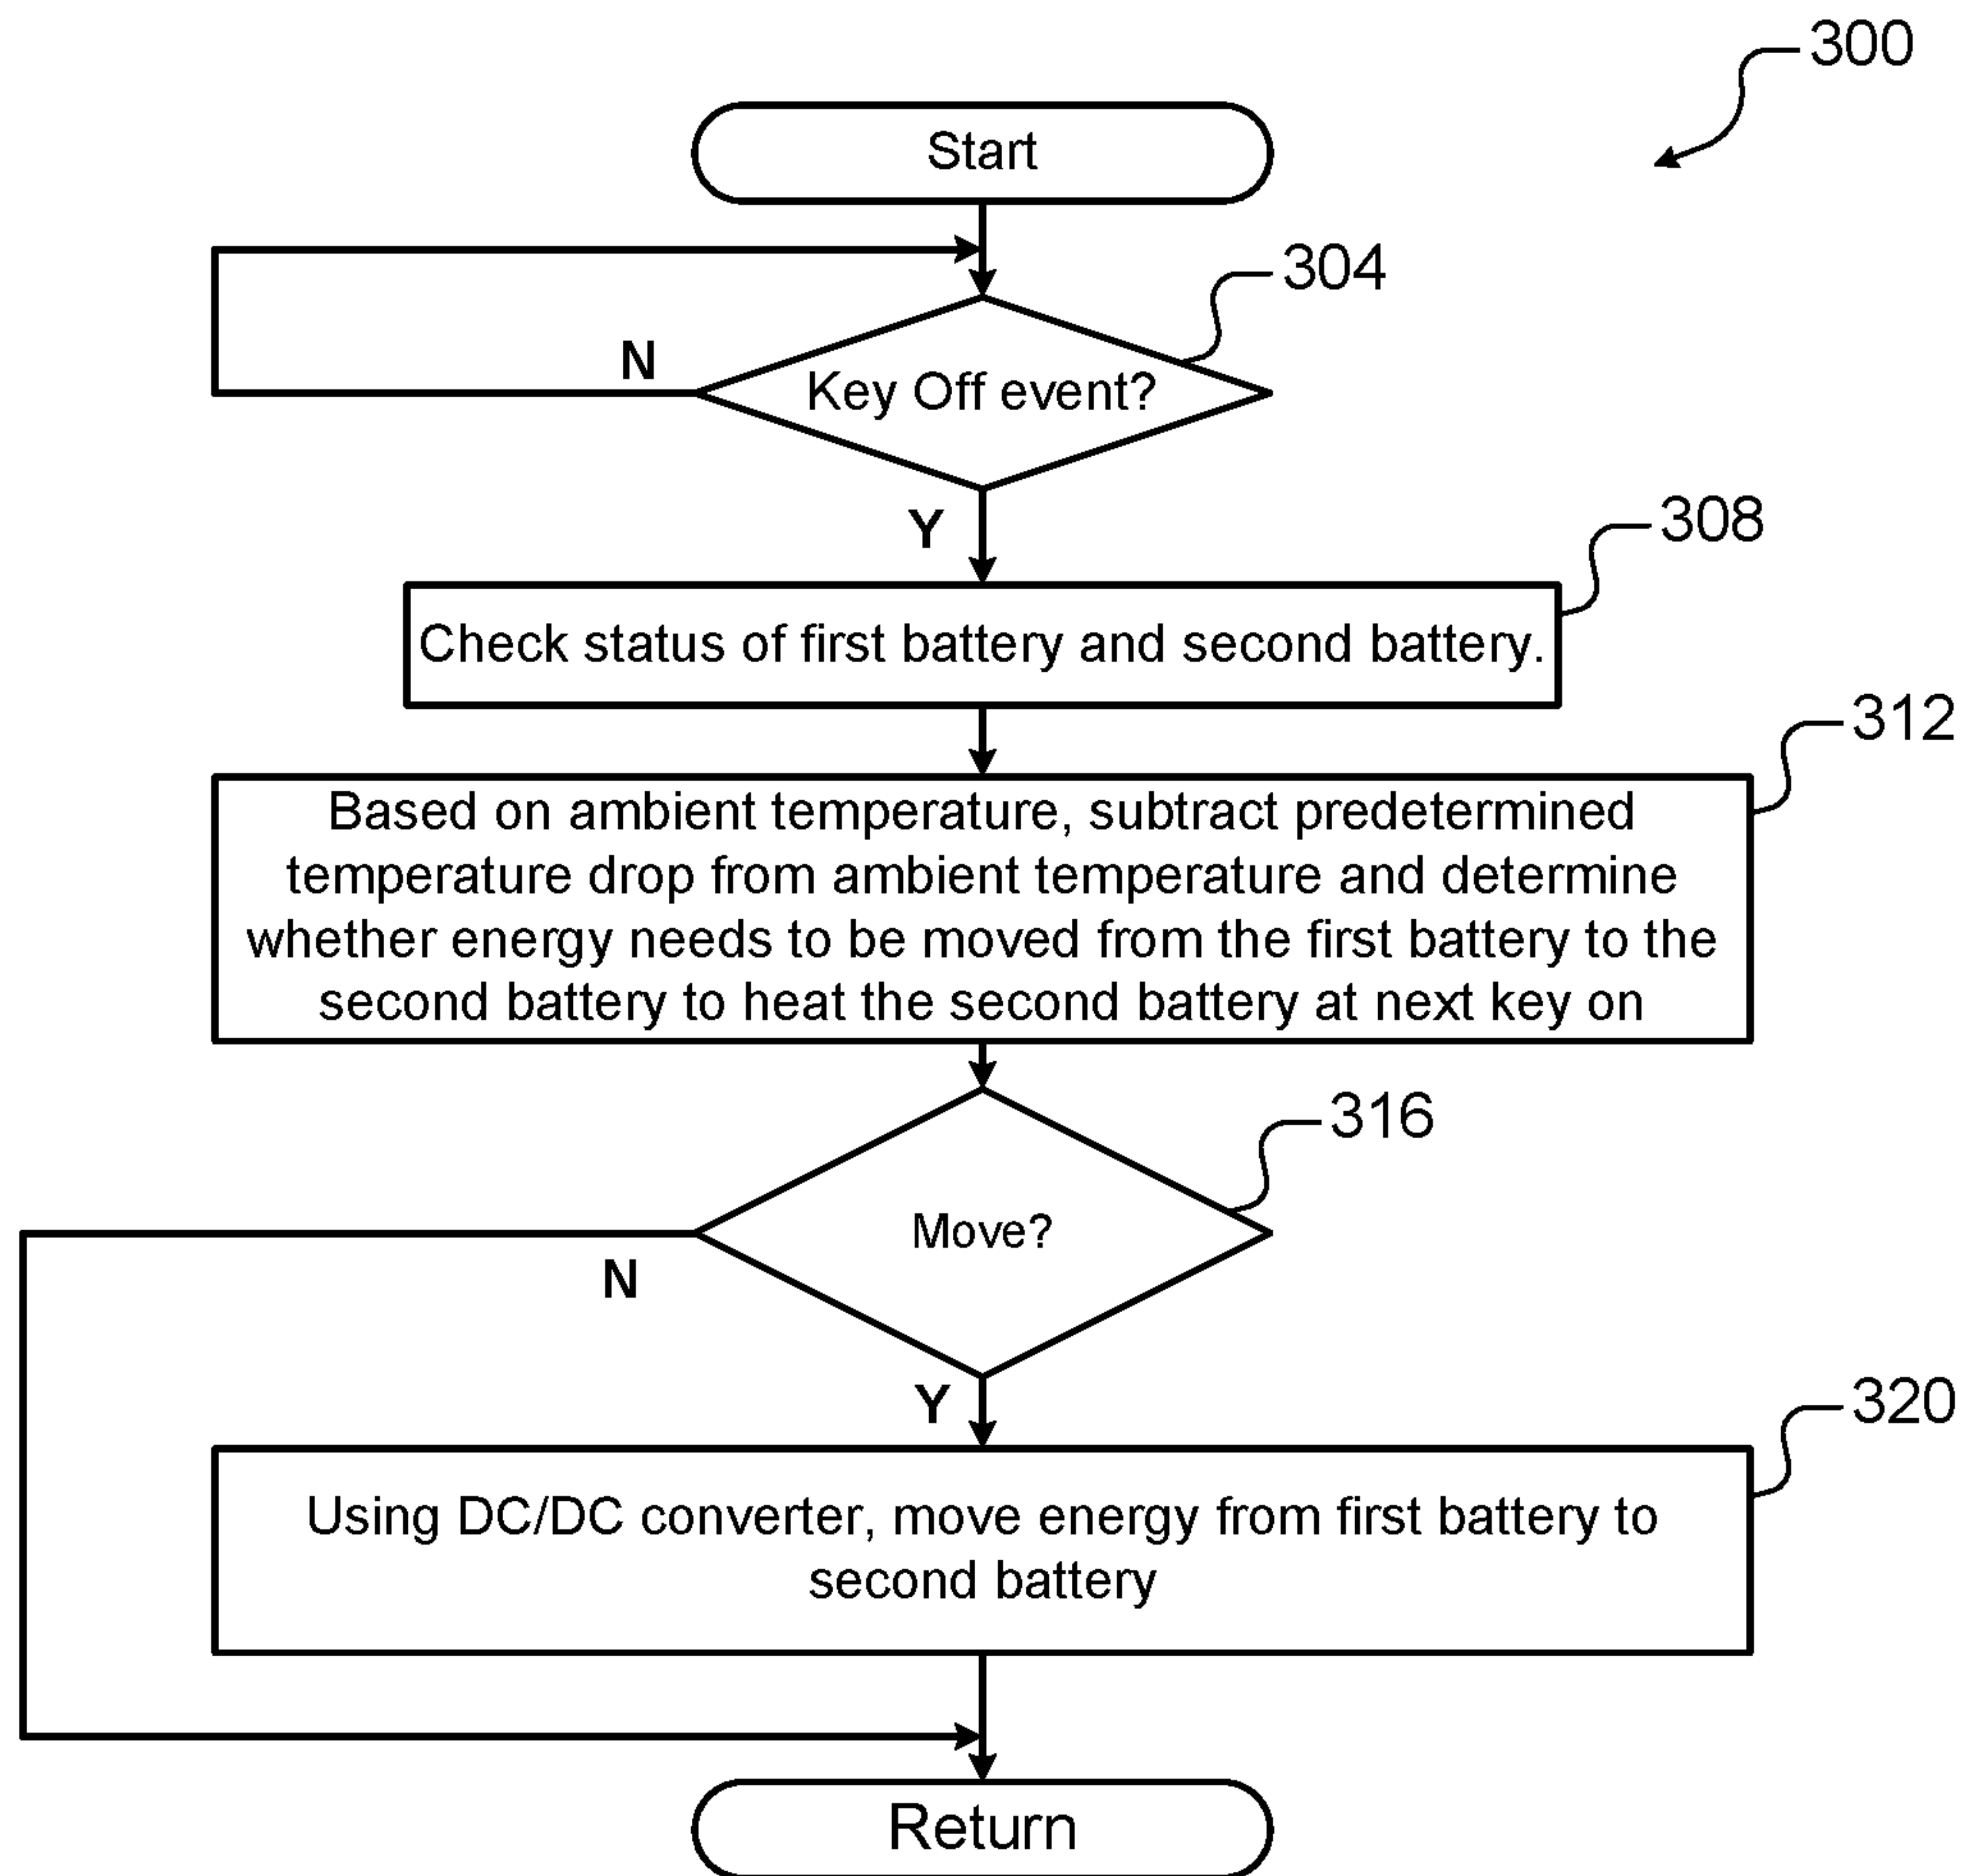 300
Start
304
N
Key Off event?
Y
308
Check status of first battery and second battery.
312
Based on ambient temperature, subtract predetermined
temperature drop from ambient temperature and determine
whether energy needs to be moved from the first battery to the
second battery to heat the second battery at next key on
316
Move?
N
Y
320
Using DC/DC converter, move energy from first battery to
second battery
Return